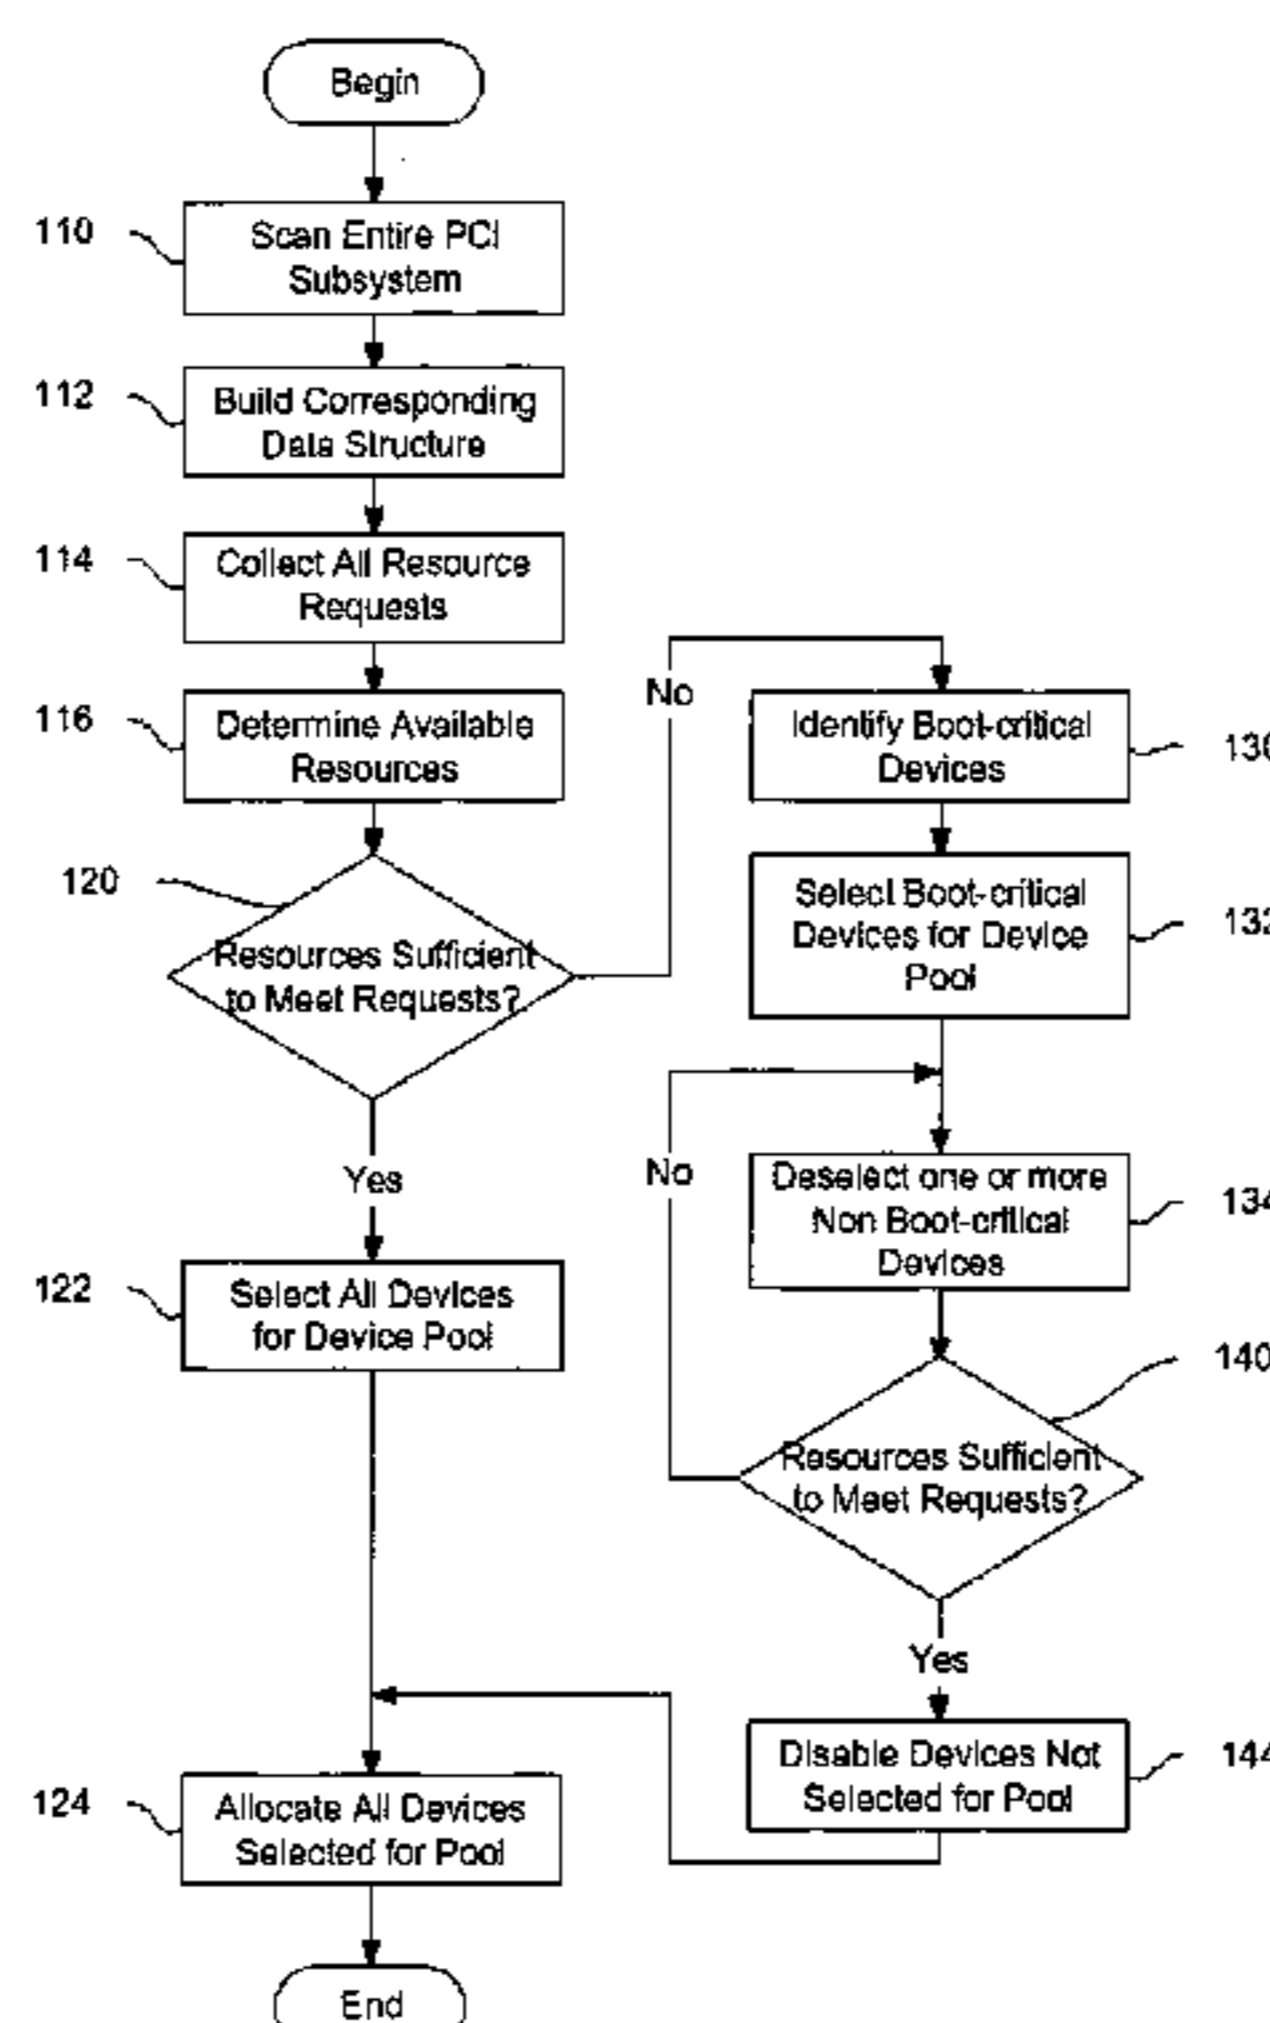 Begin
110
Scan Entire PCI
Subsystem
112
Build Corresponding
Data Structure
114
Collect All Resource
Requests
116
Determine Available
Resources
120
Resources Sufficient
to Meet Requests?
No
Yes
122
Select All Devices
for Device Pool
124
Allocate All Devices
Selected for Pool
End
Identify Boot-critical
Devices
130
Select Boot-critical
Devices for Device
Pool
132
No
Deselect one or more
Non Boot-critical
Devices
134
140
Resources Sufficient
to Meet Requests?
Yes
Disable Devices Not
Selected for Pool
144